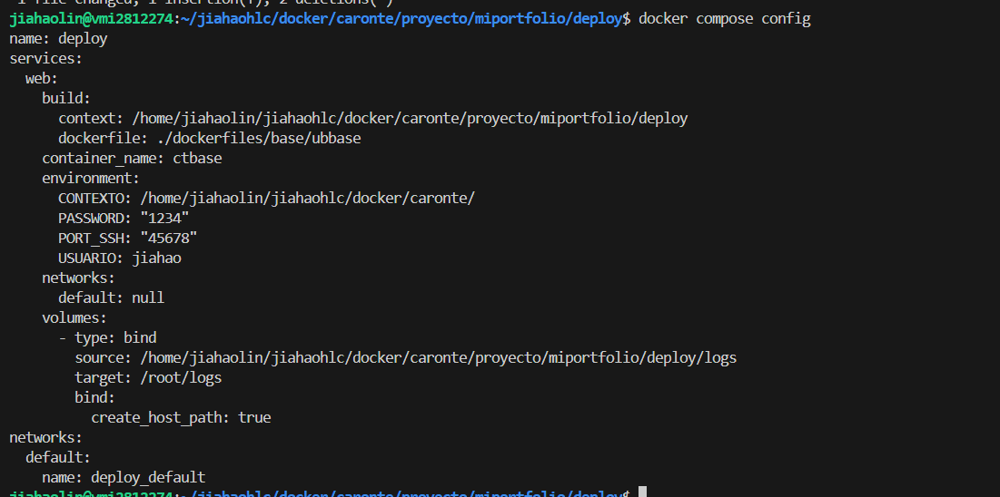 1 file changed, 1 insertion(+), 2 deletions(-)
jiahaolin@vmi2812274:~/jiahaohlc/docker/caronte/proyecto/miportfolio/deploy$ docker compose config
name: deploy
services:
  web:
    build:
      context: /home/jiahaolin/jiahaohlc/docker/caronte/proyecto/miportfolio/deploy
      dockerfile: ./dockerfiles/base/ubbase
    container_name: ctbase
    environment:
      CONTEXTO: /home/jiahaolin/jiahaohlc/docker/caronte/
      PASSWORD: "1234"
      PORT_SSH: "45678"
      USUARIO: jiahao
    networks:
      default: null
    volumes:
      - type: bind
        source: /home/jiahaolin/jiahaohlc/docker/caronte/proyecto/miportfolio/deploy/logs
        target: /root/logs
        bind:
          create_host_path: true
networks:
  default:
    name: deploy_default
jiahaolin@vmi2812274:~/jiahaohlc/docker/caronte/proyecto/miportfolio/deploy$